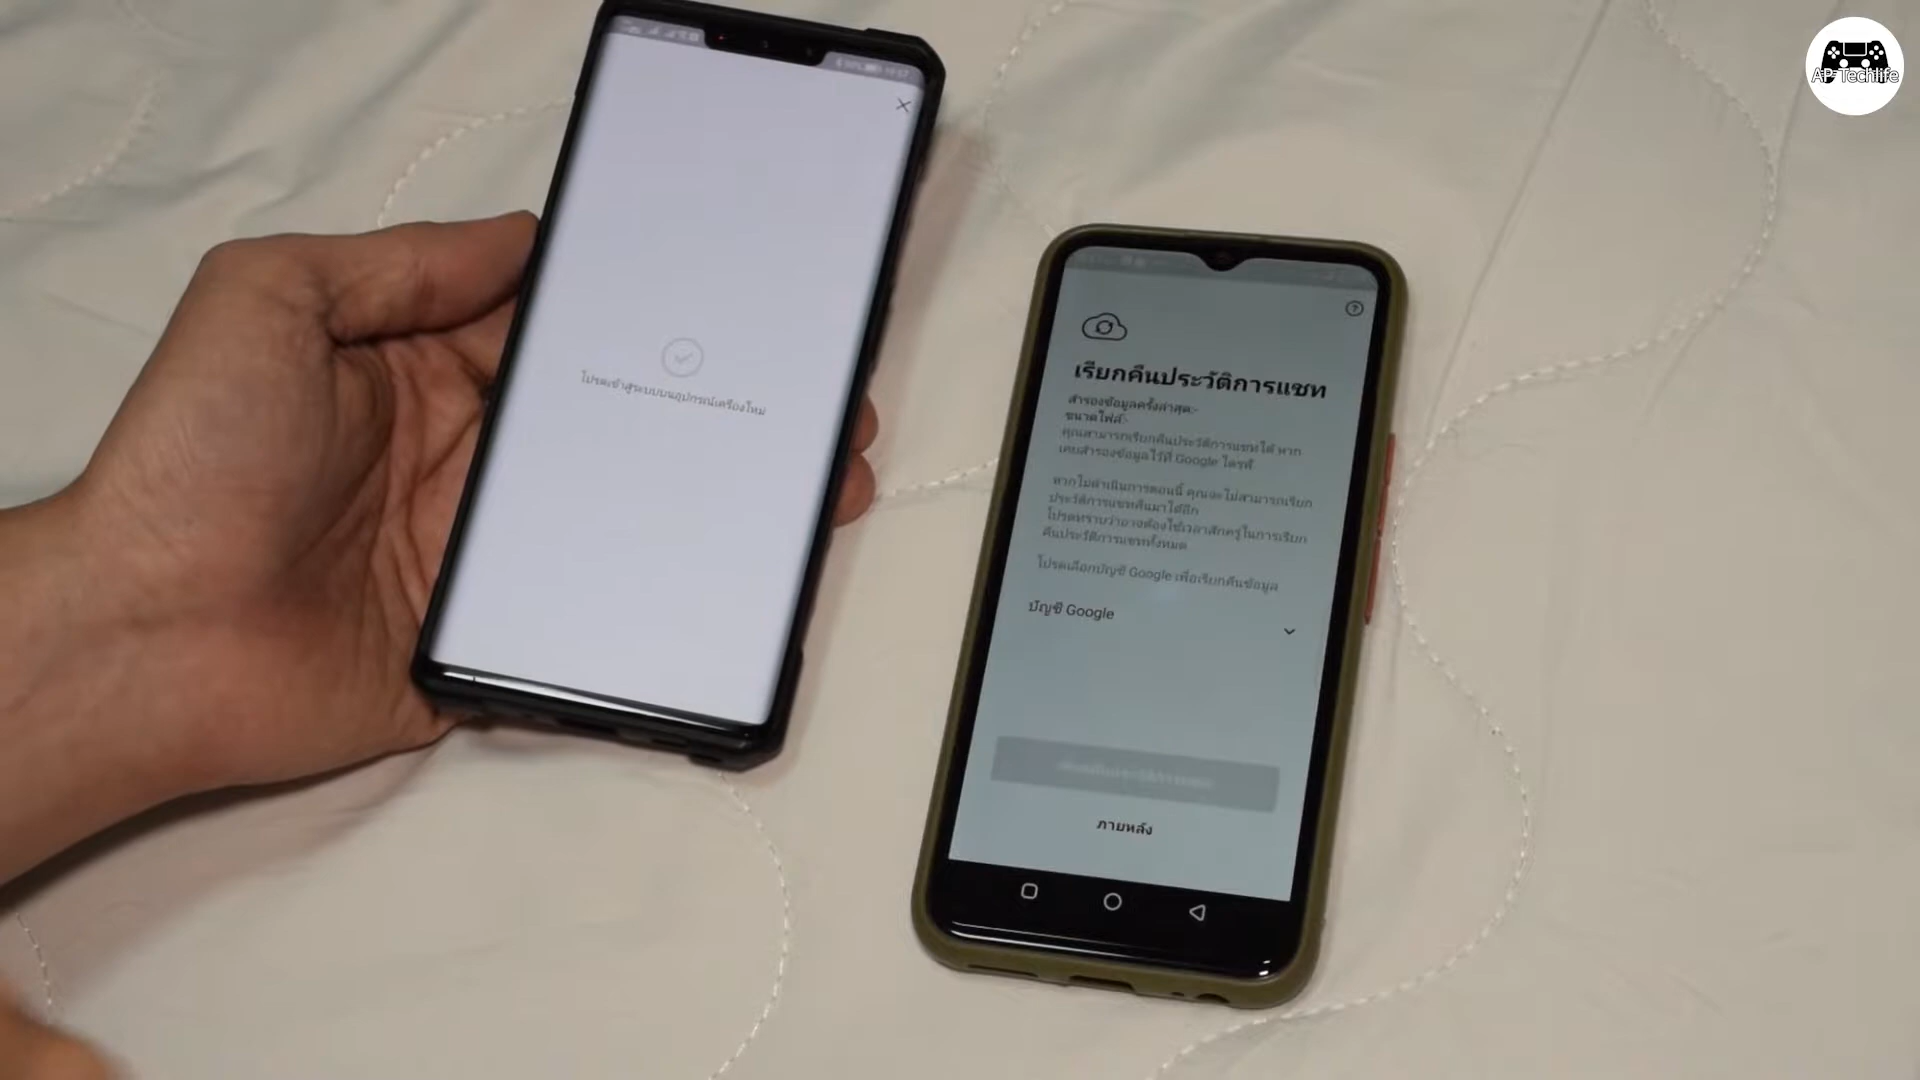 AP Techlife
โปรดเข้าสู่ระบบบนอุปกรณ์เครื่องใหม่
เรียกคืนประวัติการแชท
สำรองข้อมูลครั้งล่าสุด:-
ขนาดไฟล์:-
คุณสามารถเรียกคืนประวัติการแชทได้ หาก
เคยสำรองข้อมูลไว้ที่ Google ไดรฟ์
หากไม่ดำเนินการตอนนี้ คุณจะไม่สามารถเรียก
ประวัติการแชทคืนมาได้อีก
โปรดทราบว่าอาจต้องใช้เวลาสักครู่ในการเรียก
คืนประวัติการแชททั้งหมด
โปรดเลือกบัญชี Google เพื่อเรียกคืนข้อมูล
บัญชี Google
ภายหลัง